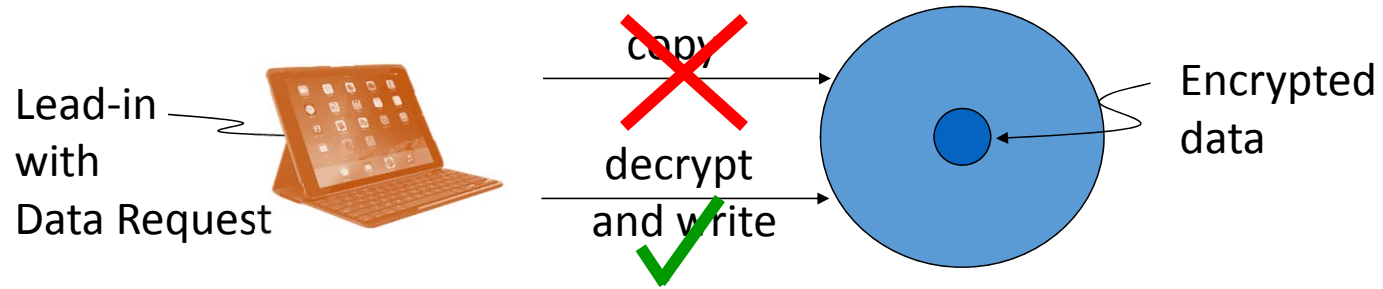 Lead-in
with
Data Request
copy
decrypt
and write
Encrypted
data